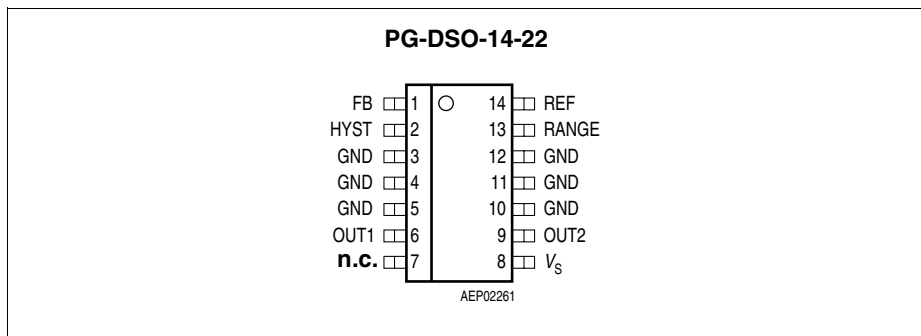 PG-DSO-14-22
FB 1 14 REF
HYST 2 13 RANGE
GND 3 12 GND
GND 4 11 GND
GND 5 10 GND
OUT1 6 9 OUT2
n.c. 7 8 VS
AEP02261